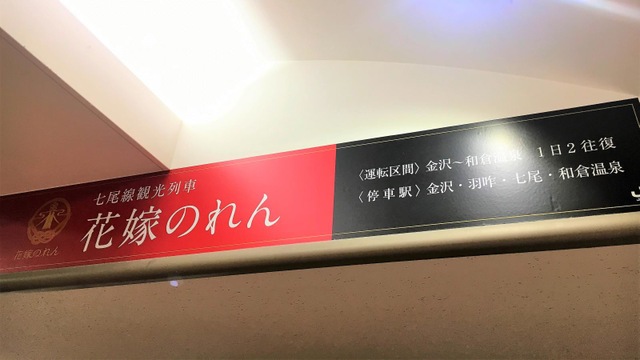 七尾線観光列車
花嫁のれん
花嫁のれん
〈運転区間〉金沢〜和倉温泉 1日2往復
〈停車駅〉金沢・羽咋・七尾・和倉温泉